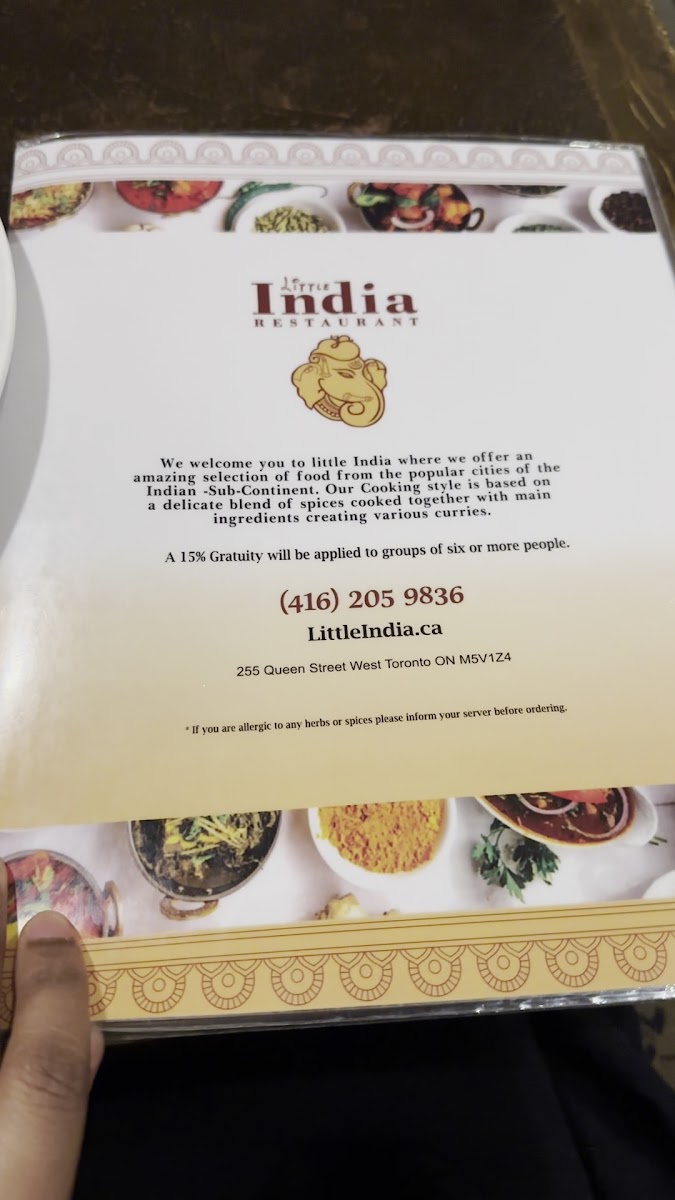 Little
India
RESTAURANT
We welcome you to little India where we offer an
amazing selection of food from the popular cities of the
Indian -Sub-Continent. Our Cooking style is based on
a delicate blend of spices cooked together with main
ingredients creating various curries.
A 15% Gratuity will be applied to groups of six or more people.
(416) 205 9836
LittleIndia.ca
255 Queen Street West Toronto ON M5V1Z4
* If you are allergic to any herbs or spices please inform your server before ordering.